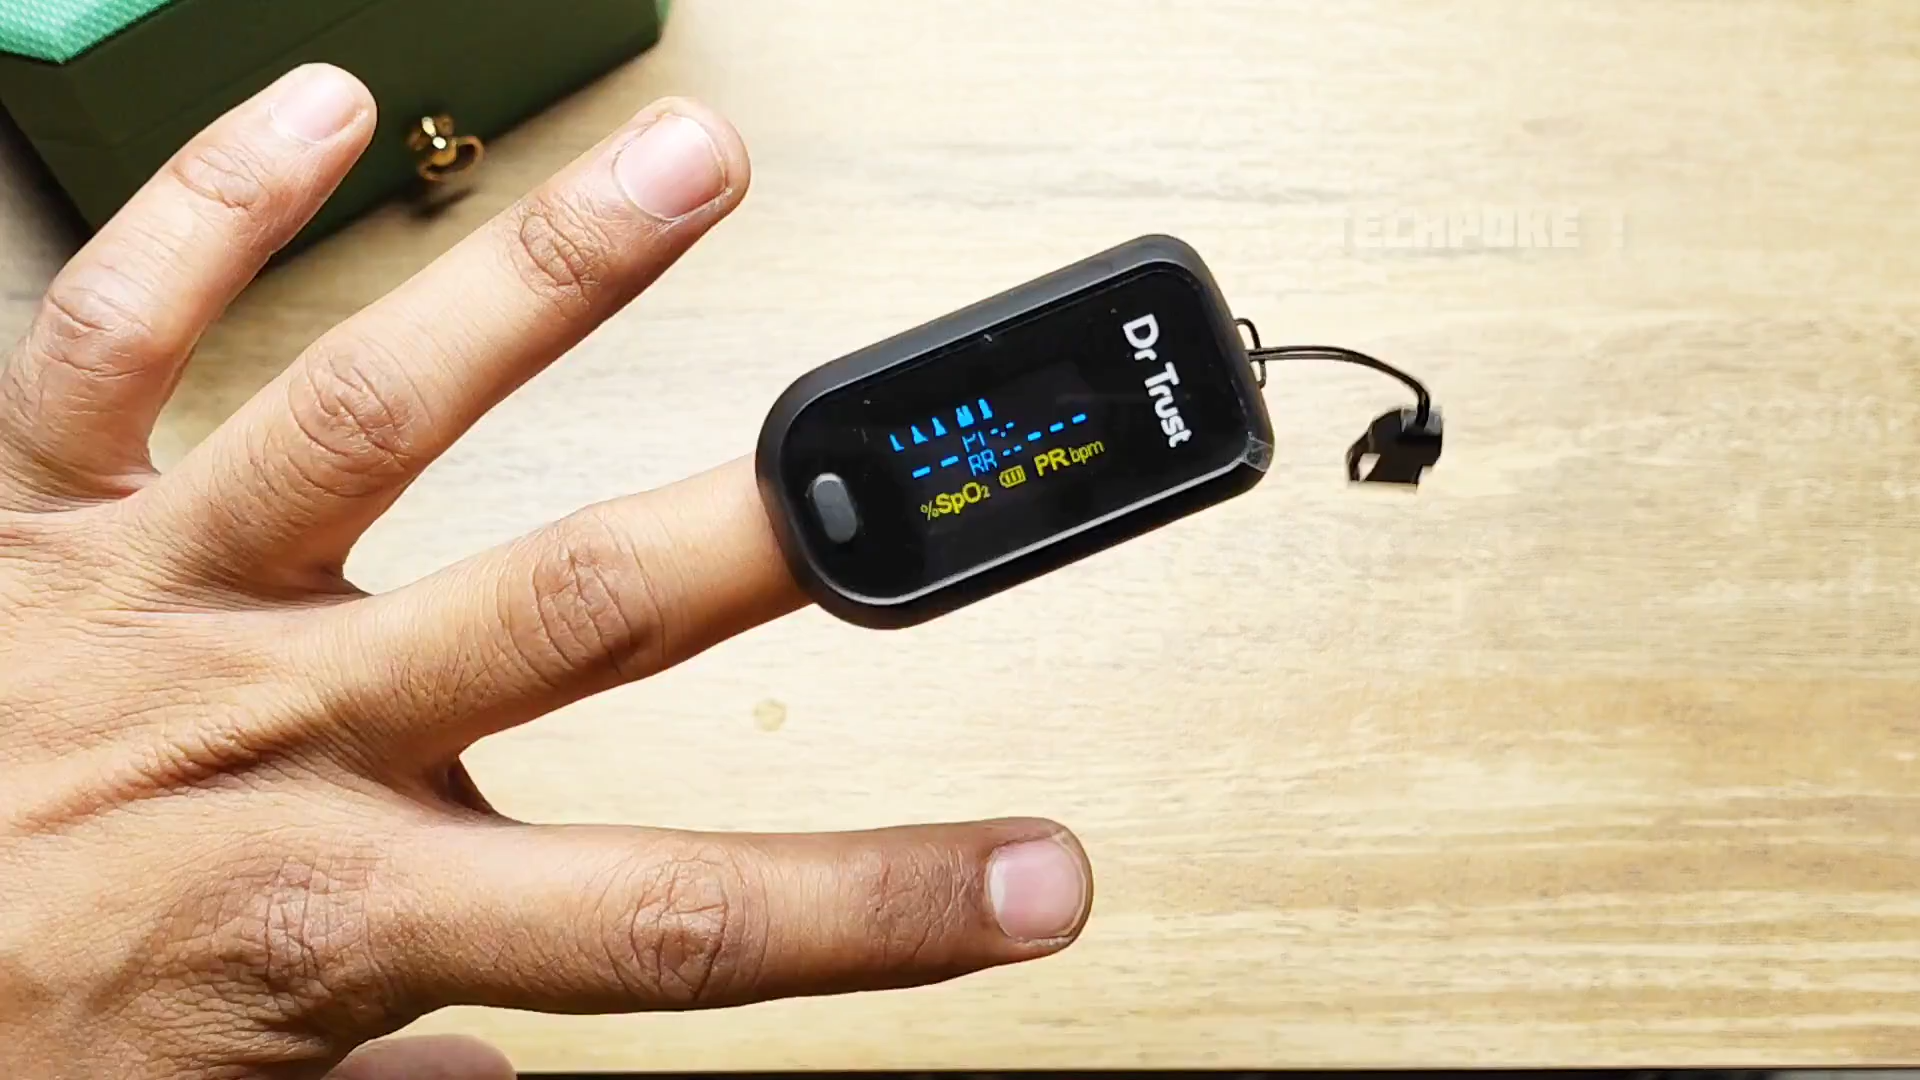 TECHPOKE
Dr Trust
PI --.--
RR --
-- -- -- -- -- --
%SpO₂ PR bpm